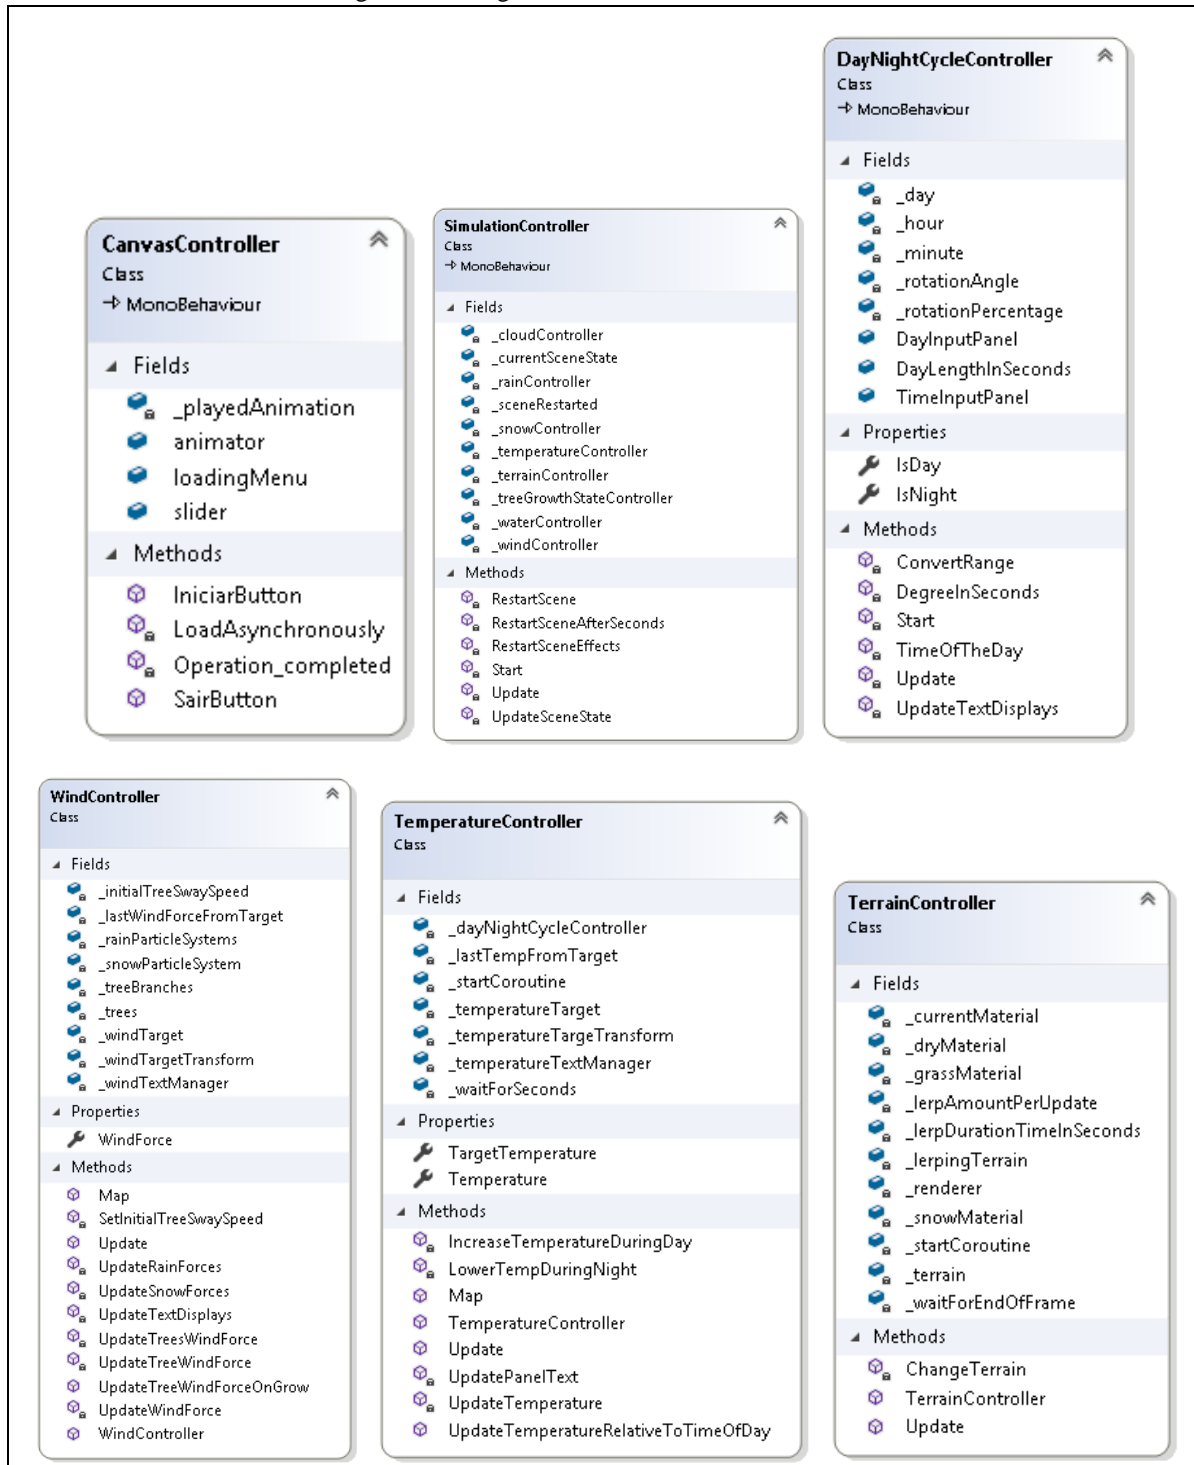 DayNightCycleController
Class
MonoBehaviour
Fields
_day
_hour
_minute
_rotationAngle
_rotationPercentage
DayInputPanel
DayLengthInSeconds
TimeInputPanel
Properties
IsDay
IsNight
Methods
ConvertRange
DegreeInSeconds
Start
TimeOfTheDay
Update
UpdateTextDisplays
CanvasController
Class
MonoBehaviour
Fields
_playedAnimation
animator
loadingMenu
slider
Methods
IniciarButton
LoadAsynchronously
Operation_completed
SairButton
SimulationController
Class
MonoBehaviour
Fields
_cloudController
_currentSceneState
_rainController
_sceneRestarted
_snowController
_temperatureController
_terrainController
_treeGrowthStateController
_waterController
_windController
Methods
RestartScene
RestartSceneAfterSeconds
RestartSceneEffects
Start
Update
UpdateSceneState
WindController
Class
Fields
_initialTreeSwaySpeed
_lastWindForceFromTarget
_rainParticleSystems
_snowParticleSystem
_treeBranches
_trees
_windTarget
_windTargetTransform
_windTextManager
Properties
WindForce
Methods
Map
SetInitialTreeSwaySpeed
Update
UpdateRainForces
UpdateSnowForces
UpdateTextDisplays
UpdateTreesWindForce
UpdateTreeWindForce
UpdateTreeWindForceOnGrow
UpdateWindForce
WindController
TemperatureController
Class
Fields
_dayNightCycleController
_lastTempFromTarget
_startCoroutine
_temperatureTarget
_temperatureTargeTransform
_temperatureTextManager
_waitForSeconds
Properties
TargetTemperature
Temperature
Methods
IncreaseTemperatureDuringDay
LowerTempDuringNight
Map
TemperatureController
Update
UpdatePanelText
UpdateTemperature
UpdateTemperatureRelativeToTimeOfDay
TerrainController
Class
Fields
_currentMaterial
_dryMaterial
_grassMaterial
_lerpAmountPerUpdate
_lerpDurationTimeInSeconds
_lerpingTerrain
_renderer
_snowMaterial
_startCoroutine
_terrain
_waitForEndOfFrame
Methods
ChangeTerrain
TerrainController
Update